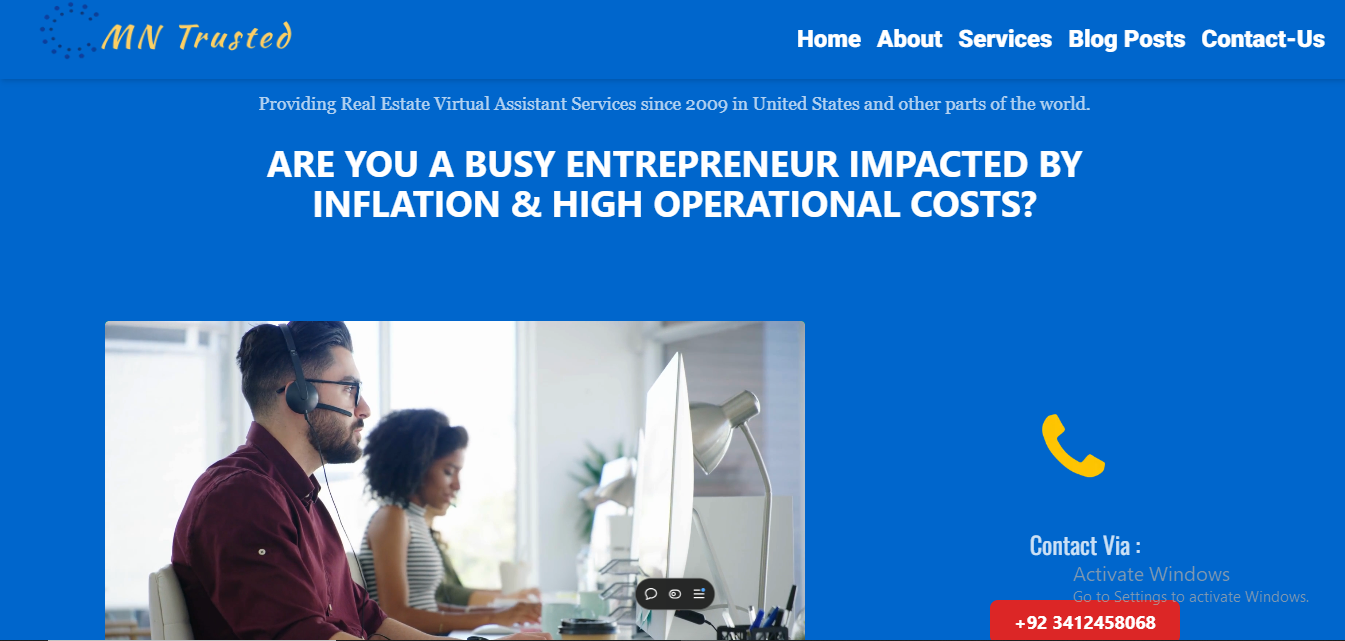 MN Trusted
Home About Services Blog Posts Contact-Us
Providing Real Estate Virtual Assistant Services since 2009 in United States and other parts of the world.
ARE YOU A BUSY ENTREPRENEUR IMPACTED BY
INFLATION & HIGH OPERATIONAL COSTS?
Contact Via :
Activate Windows
Go to Settings to activate Windows.
+92 3412458068